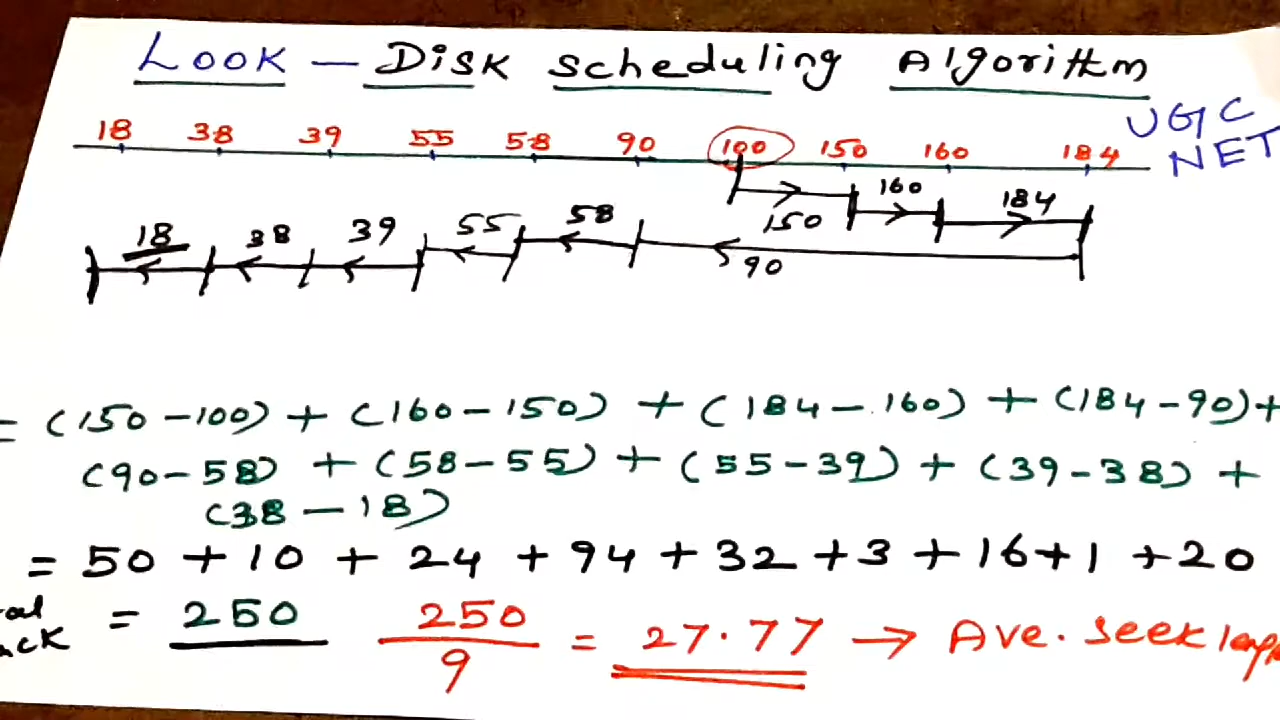 Look — Disk scheduling Algorithm
UGC
NET
18 38 39 55 58 90 100 150 160 184
150 160 184
18 38 39 55 58 90
= (150 - 100) + (160 - 150) + (184 - 160) + (184 - 90) +
(90 - 58) + (58 - 55) + (55 - 39) + (39 - 38) +
(38 - 18)
= 50 + 10 + 24 + 94 + 32 + 3 + 16 + 1 + 20
= 250 250/9 = 27.77 → Ave. seek